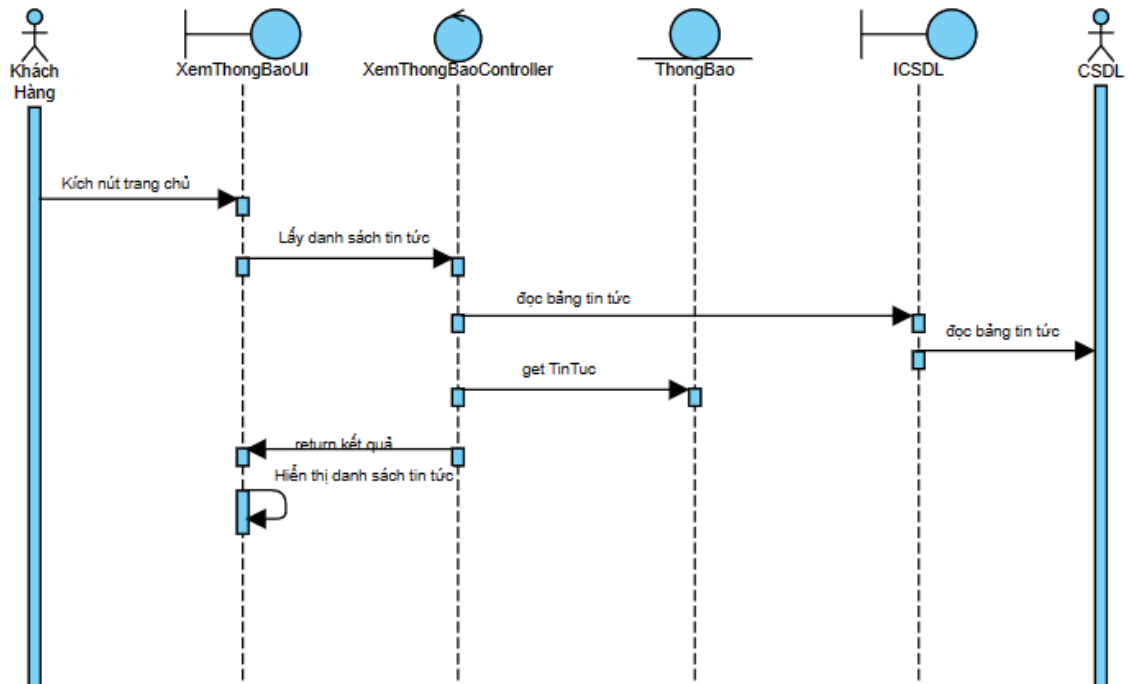 Khách
Hàng
XemThongBaoUI
XemThongBaoController
ThongBao
ICSDL
CSDL
Kích nút trang chủ
Lấy danh sách tin tức
đọc bảng tin tức
đọc bảng tin tức
get TinTuc
return kết quả
Hiển thị danh sách tin tức